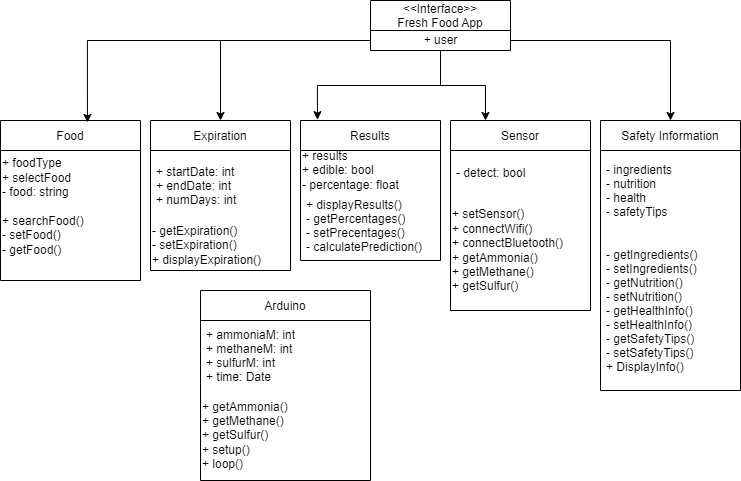 <<Interface>>
Fresh Food App
+ user
Food
+ foodType
+ selectFood
- food: string
+ searchFood()
- setFood()
- getFood()
Expiration
+ startDate: int
+ endDate: int
+ numDays: int
- getExpiration()
- setExpiration()
+ displayExpiration()
Results
+ results
+ edible: bool
- percentage: float
+ displayResults()
- getPercentages()
- setPrecentages()
- calculatePrediction()
Sensor
- detect: bool
+ setSensor()
+ connectWifi()
+ connectBluetooth()
+ getAmmonia()
+ getMethane()
+ getSulfur()
Safety Information
- ingredients
- nutrition
- health
- safetyTips
- getIngredients()
- setIngredients()
- getNutrition()
- setNutrition()
- getHealthInfo()
- setHealthInfo()
- getSafetyTips()
- setSafetyTips()
+ DisplayInfo()
Arduino
+ ammoniaM: int
+ methaneM: int
+ sulfurM: int
+ time: Date
+ getAmmonia()
+ getMethane()
+ getSulfur()
+ setup()
+ loop()